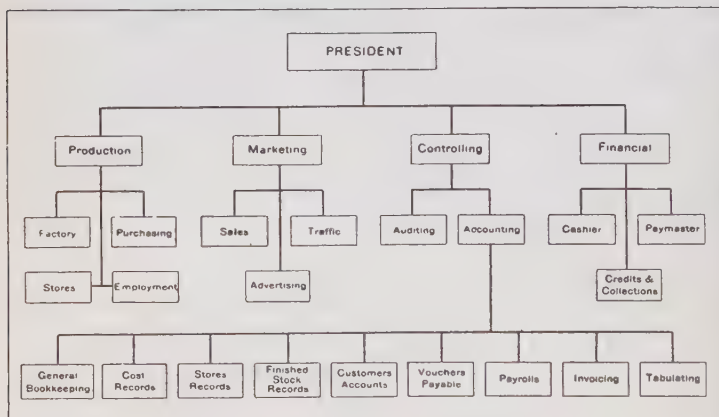 PRESIDENT
Production
Marketing
Controlling
Financial
Factory
Purchasing
Sales
Traffic
Auditing
Accounting
Cashier
Paymaster
Stores
Employment
Advertising
Credits &
Collections
General
Bookkeeping
Cost
Records
Stores
Records
Finished
Stock
Records
Customers
Accounts
Vouchers
Payable
Payrolls
Invoicing
Tabulating